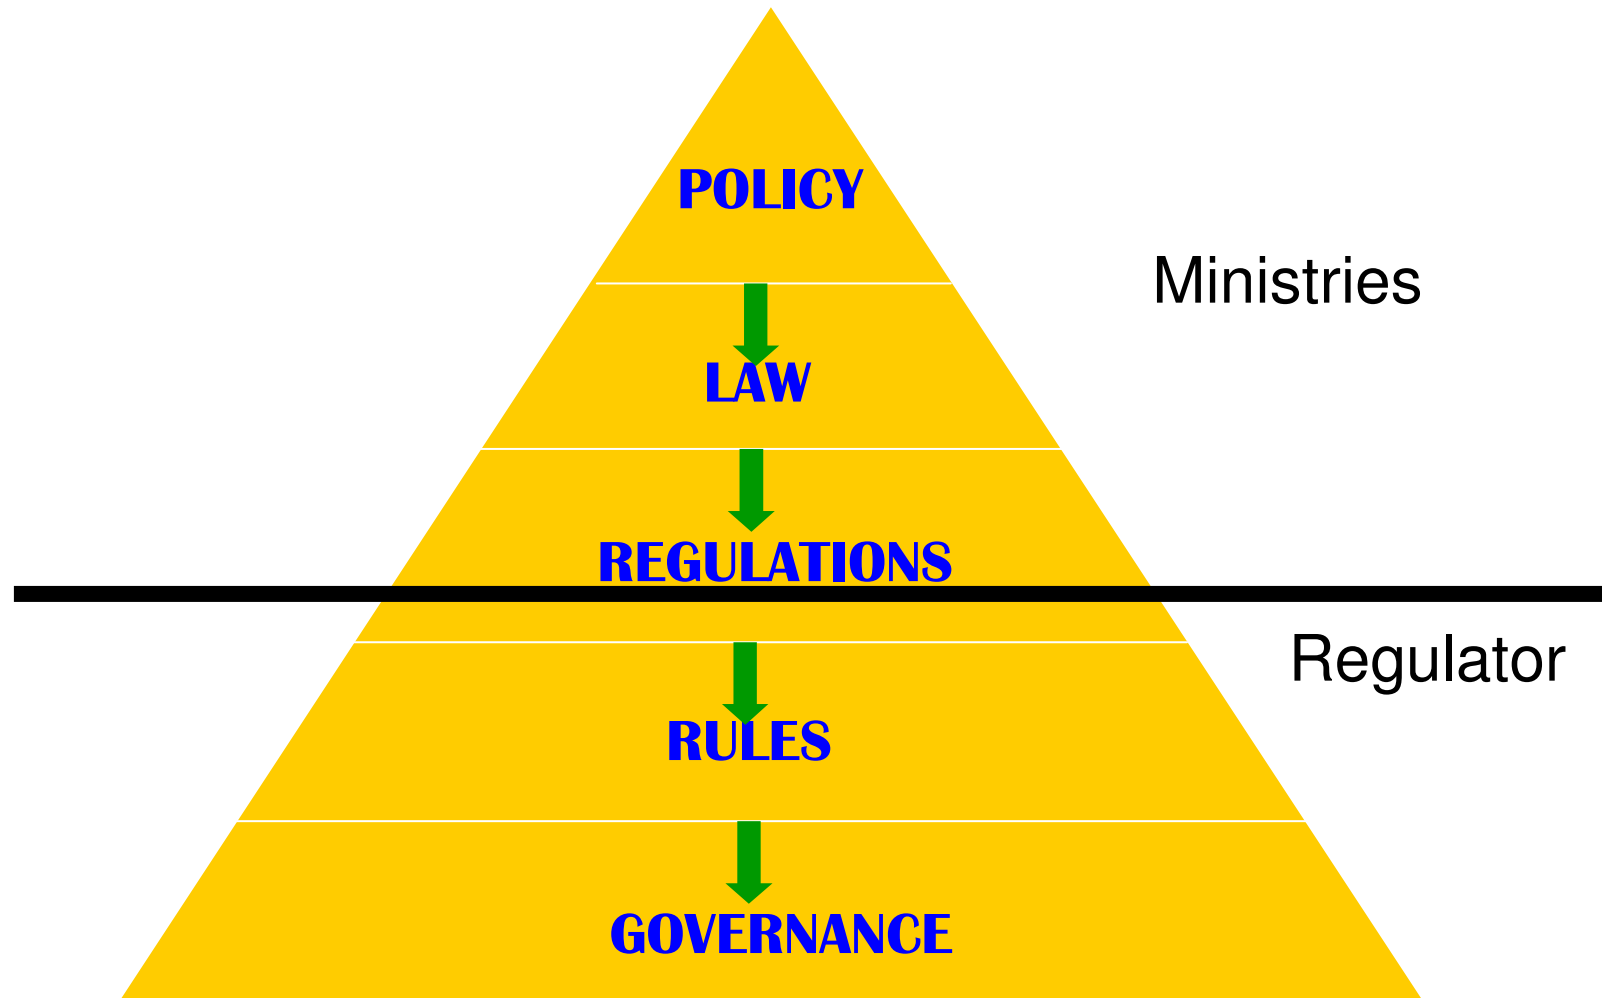 POLICY
Ministries
LAW
REGULATIONS
Regulator
RULES
GOVERNANCE